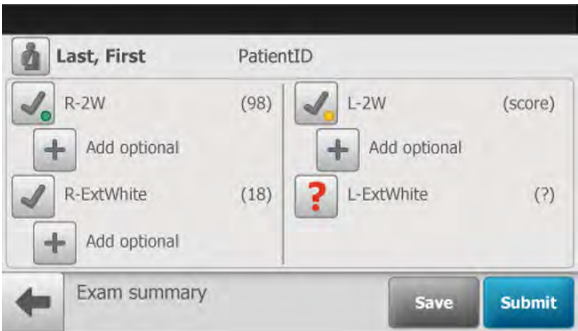 Last, First PatientID
R-2W (98) L-2W (score)
Add optional Add optional
R-ExtWhite (18) ? L-ExtWhite (?)
Add optional
Exam summary Save Submit